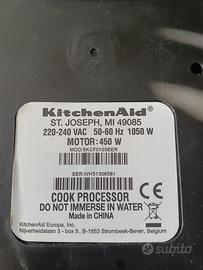 KitchenAid®
ST. JOSEPH, MI 49085
220-240 VAC 50-60 Hz 1050 W
MOTOR: 450 W
MOD:5KCF0103EER
SER:WH51306581
COOK PROCESSOR
DO NOT IMMERSE IN WATER
Made in China
KitchenAid Europa, Inc.
Nijverheidslaan 3 - box 5, B-1853 Strombeek-Bever, Belgium
subito